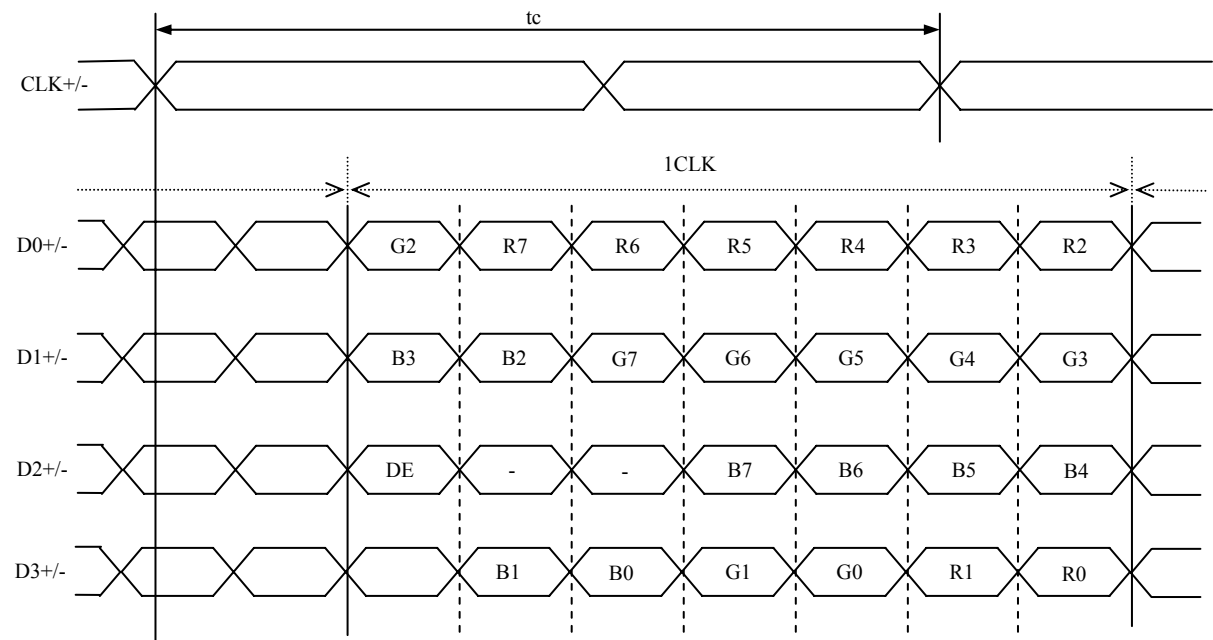 tc
CLK+/-
1CLK
D0+/- G2 R7 R6 R5 R4 R3 R2
D1+/- B3 B2 G7 G6 G5 G4 G3
D2+/- DE - - B7 B6 B5 B4
D3+/- B1 B0 G1 G0 R1 R0